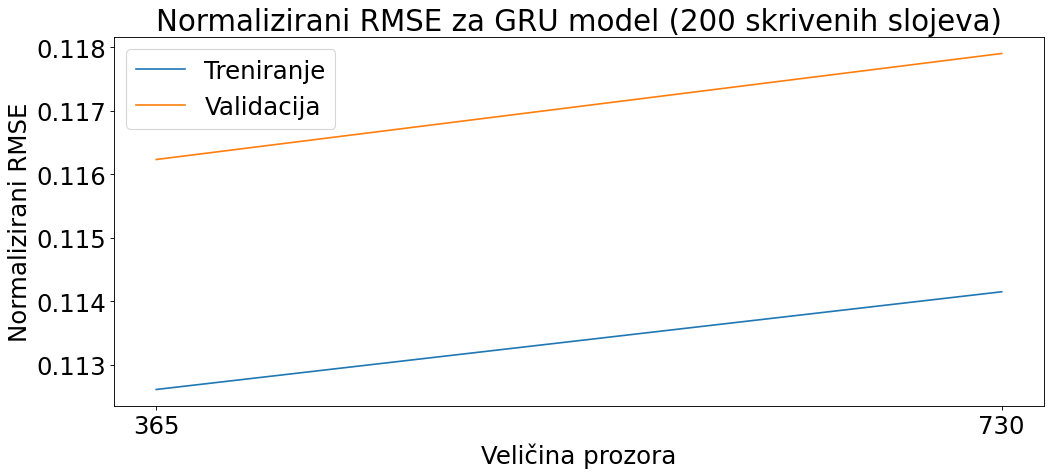 Normalizirani RMSE za GRU model (200 skrivenih slojeva)
Treniranje
Validacija
Normalizirani RMSE
0.118
0.117
0.116
0.115
0.114
0.113
365
730
Veličina prozora